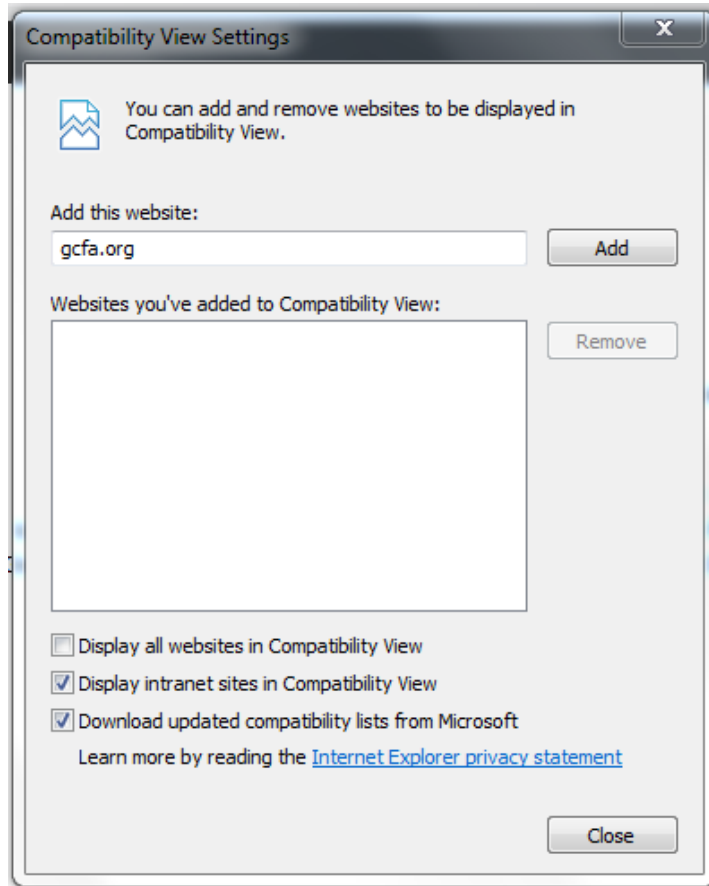 Compatibility View Settings
x
You can add and remove websites to be displayed in
Compatibility View.
Add this website:
gcfa.org
Add
Websites you've added to Compatibility View:
Remove
Display all websites in Compatibility View
Display intranet sites in Compatibility View
Download updated compatibility lists from Microsoft
Learn more by reading the Internet Explorer privacy statement
Close